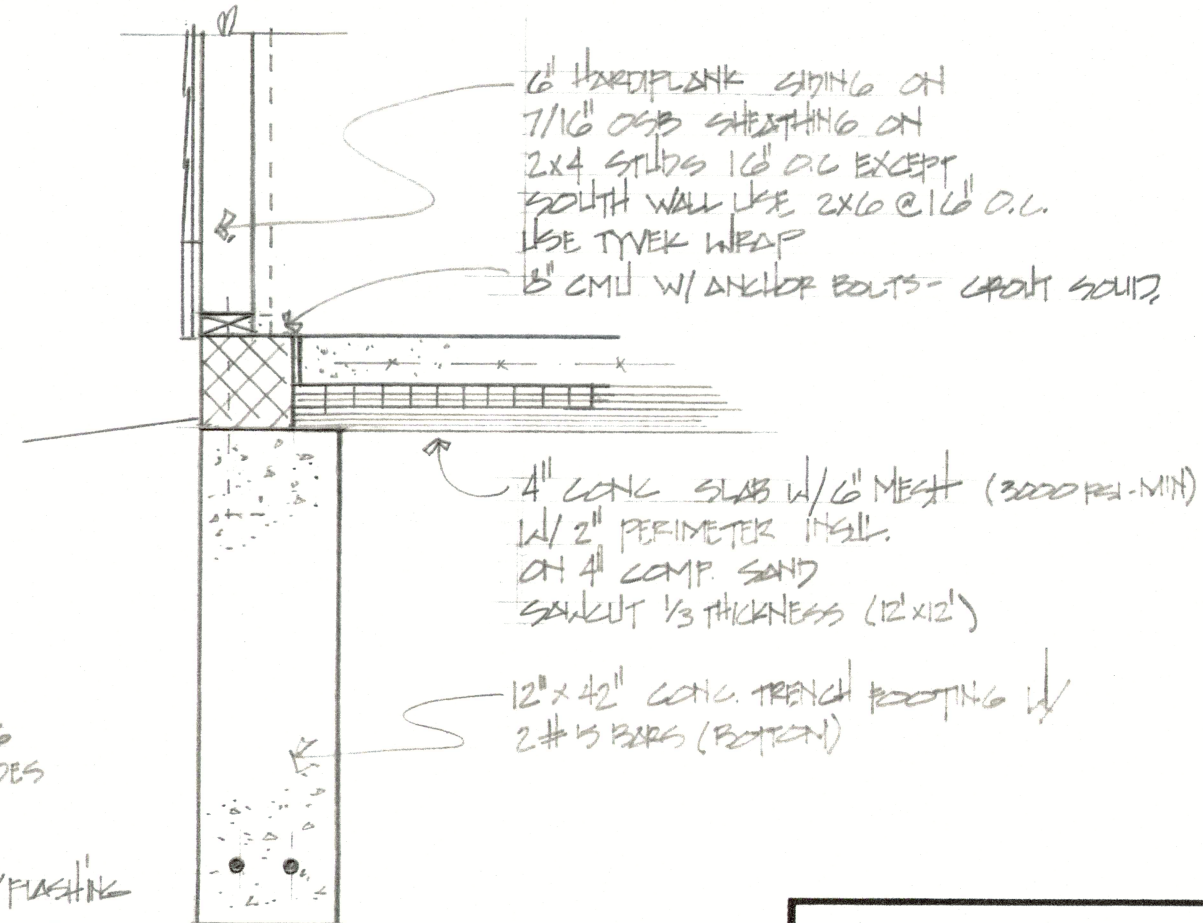 6" HARDIPLANK SIDING ON
7/16" OSB SHEATHING ON
2x4 STUDS 16" O.C EXCEPT
SOUTH WALL USE 2x6 @ 16" O.C.
USE TYVEK WRAP
8" CMU W/ ANCHOR BOLTS - GROUT SOLID.
4" CONC SLAB W/ 6" MESH (3000 PSI-MIN)
W/ 2" PERIMETER INSUL.
ON 4" COMP. SAND
SAWCUT 1/3 THICKNESS (12'x12')
12" x 42" CONC. TRENCH FOOTING W/
2 #5 BARS (BOTTOM)
FLASHING